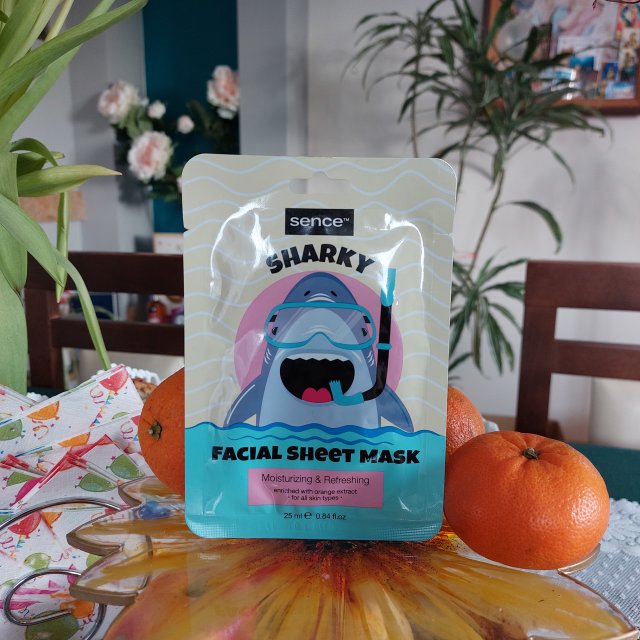 sence™
SHARKY
FACIAL SHEET MASK
Moisturizing & Refreshing
enriched with orange extract
- for all skin types -
25 ml ℮ 0.84 fl.oz